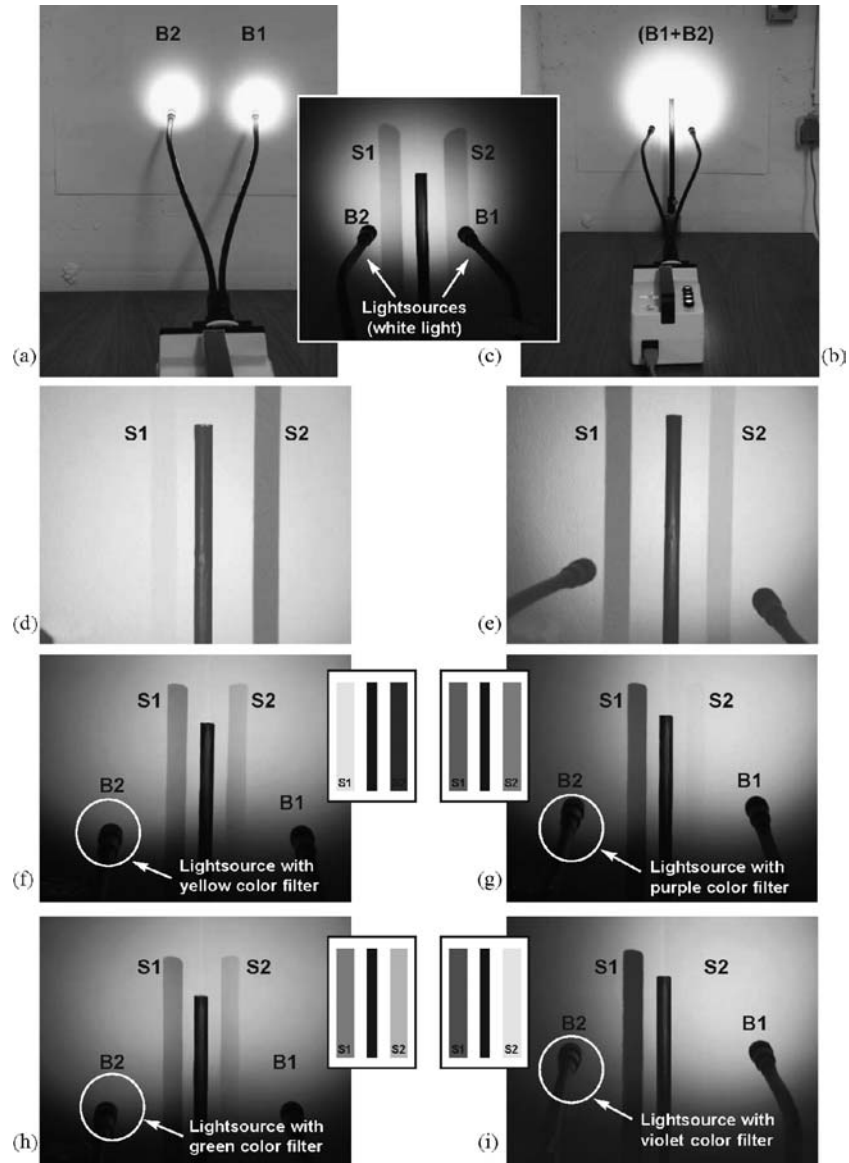 B2 B1
(B1+B2)
S1 S2
B2 B1
Lightsources
(white light)
(a) (c) (b)
S1 S2
S1 S2
(d) (e)
S1 S2
B2 B1
Lightsource with
yellow color filter
(f)
S1
S1 S2
S1 S2
B2 B1
Lightsource with
purple color filter
(g)
S1 S2
B2 B1
Lightsource with
green color filter
(h)
S1 S2
S1 S2
S1 S2
B2 B1
Lightsource with
violet color filter
(i)